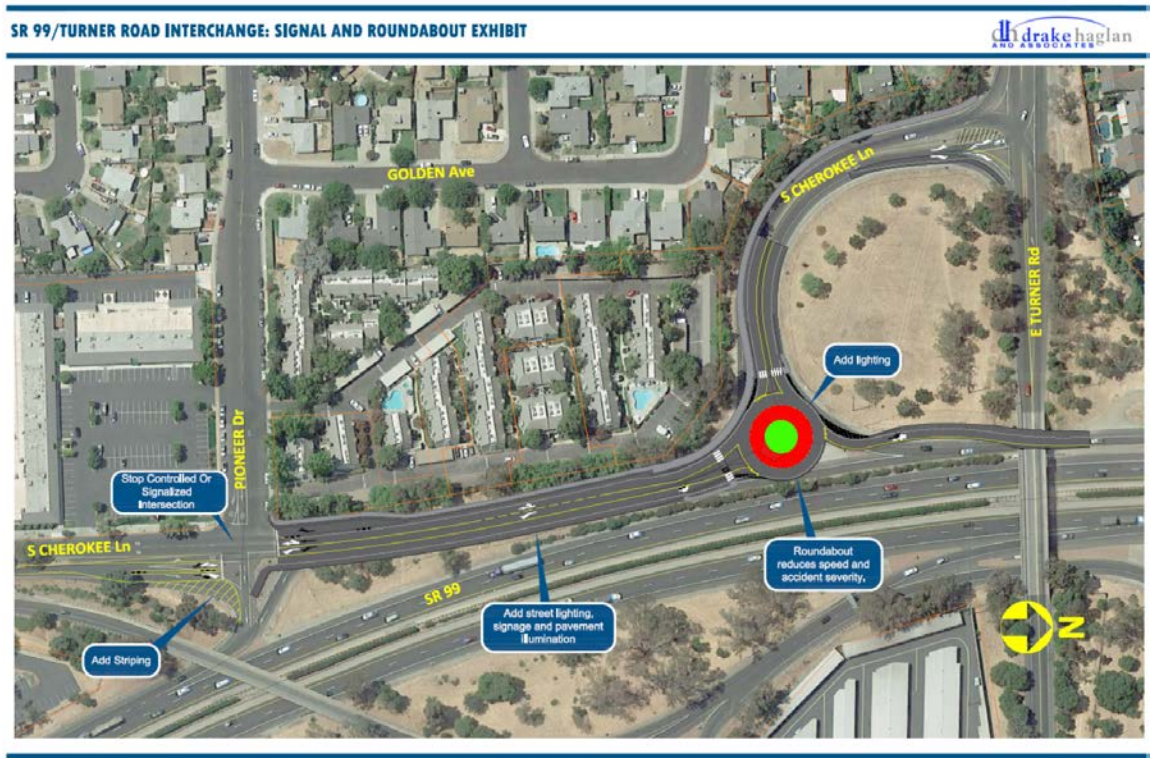 SR 99/TURNER ROAD INTERCHANGE: SIGNAL AND ROUNDABOUT EXHIBIT
dh drakehaglan
AND ASSOCIATES
GOLDEN Ave
S CHEROKEE Ln
E TURNER Rd
Add lighting
PIONEER Dr
Stop Controlled Or
Signalized
Intersection
S CHEROKEE Ln
SR 99
Roundabout
reduces speed and
accident severity.
Add street lighting,
signage and pavement
illumination
Add Striping
N